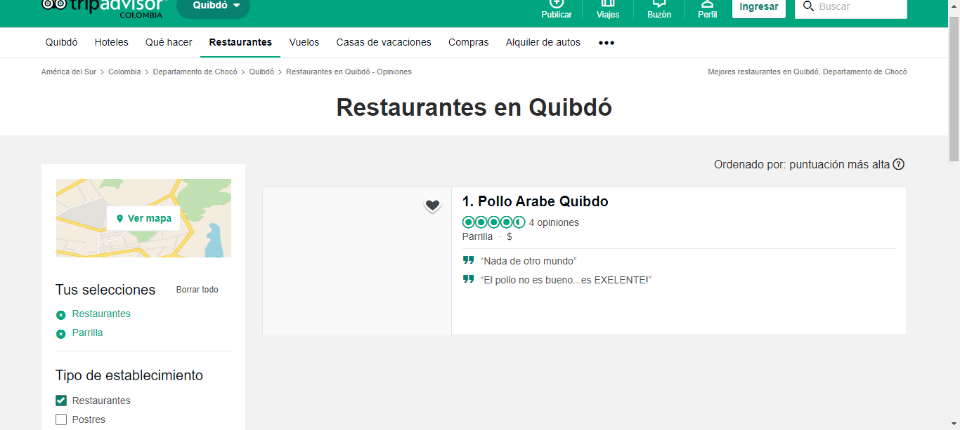 tripadvisor
COLOMBIA
Quibdó
Publicar
Viajes
Buzón
Perfil
Ingresar
Buscar
Quibdó
Hoteles
Qué hacer
Restaurantes
Vuelos
Casas de vacaciones
Compras
Alquiler de autos
América del Sur > Colombia > Departamento de Chocó > Quibdó > Restaurantes en Quibdó - Opiniones
Mejores restaurantes en Quibdó, Departamento de Chocó
Restaurantes en Quibdó
Ordenado por: puntuación más alta
Ver mapa
Tus selecciones
Borrar todo
Restaurantes
Parrilla
Tipo de establecimiento
Restaurantes
Postres
1. Pollo Arabe Quibdo
4 opiniones
Parrilla · $
“Nada de otro mundo”
“El pollo no es bueno...es EXELENTE!”